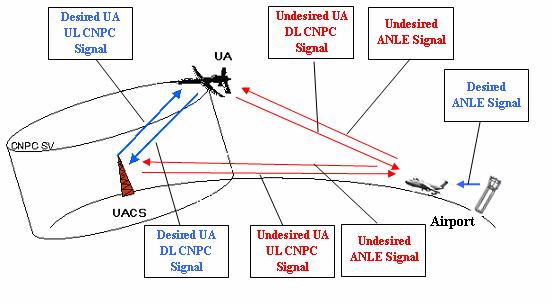 Desired UA
UL CNPC
Signal
Undesired UA
DL CNPC
Signal
Undesired
ANLE Signal
UA
Desired
ANLE Signal
CNPC SV
UACS
Airport
Desired UA
DL CNPC
Signal
Undesired UA
UL CNPC
Signal
Undesired
ANLE
Signal